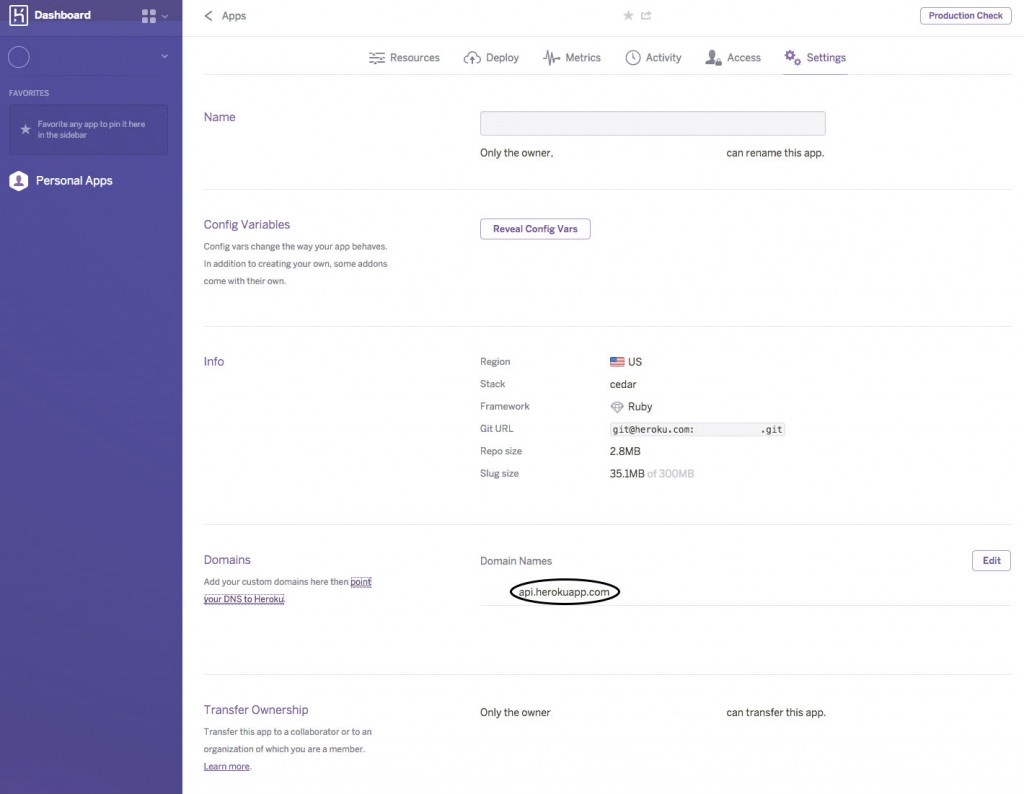 Dashboard
Apps
Production Check
Resources
Deploy
Metrics
Activity
Access
Settings
FAVORITES
Favorite any app to pin it here
in the sidebar
Personal Apps
Name
Only the owner, can rename this app.
Config Variables
Config vars change the way your app behaves.
In addition to creating your own, some addons
come with their own.
Reveal Config Vars
Info
Region US
Stack cedar
Framework Ruby
Git URL git@heroku.com: .git
Repo size 2.8MB
Slug size 35.1MB of 300MB
Domains
Add your custom domains here then point
your DNS to Heroku.
Domain Names
Edit
api.herokuapp.com
Transfer Ownership
Transfer this app to a collaborator or to an
organization of which you are a member.
Learn more.
Only the owner can transfer this app.